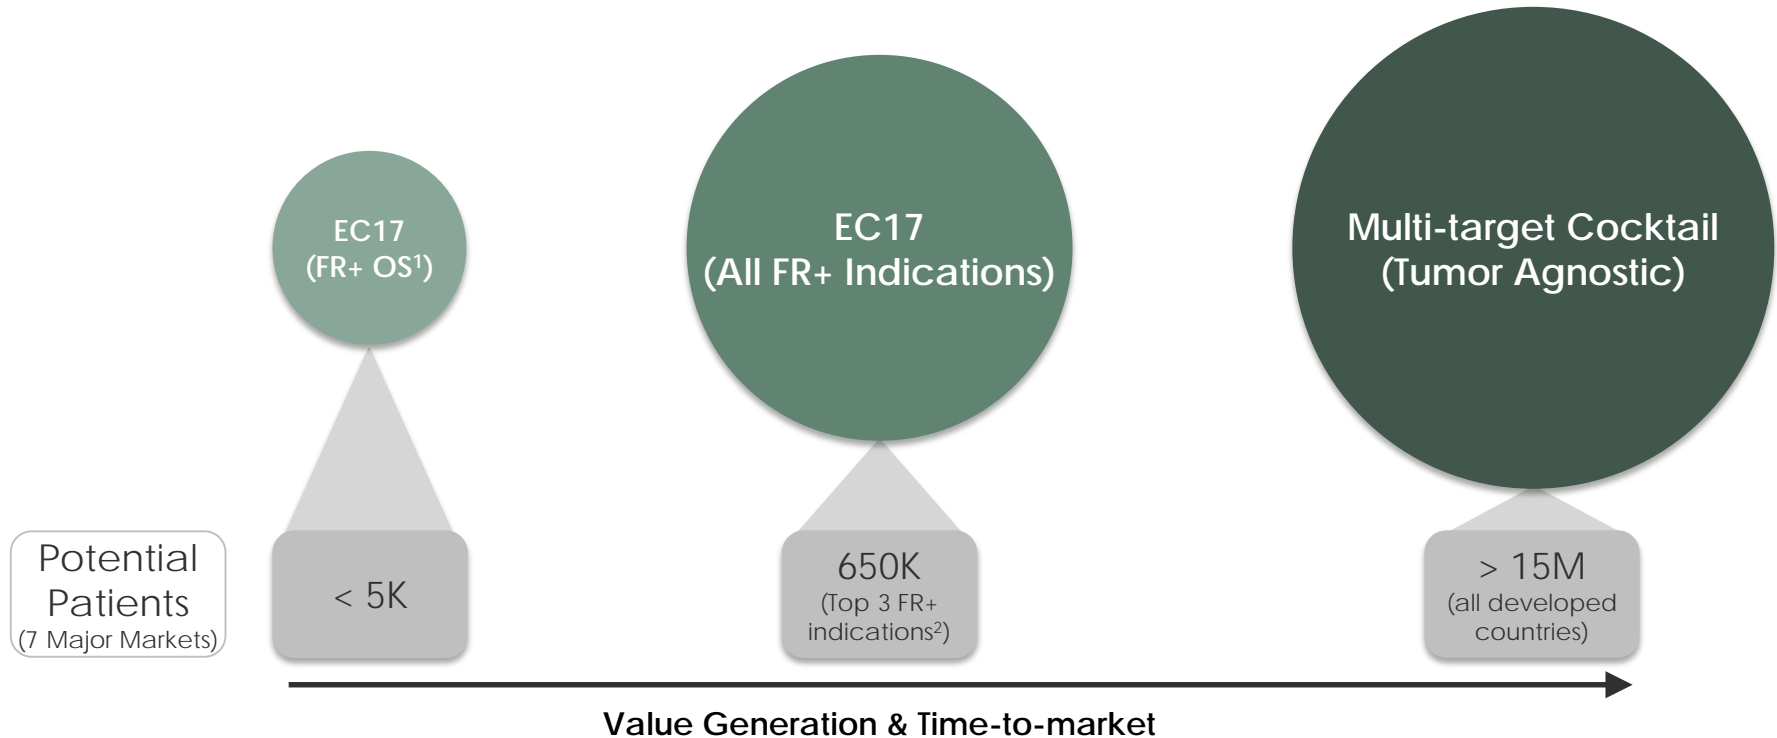 EC17
(FR+ OS¹)
EC17
(All FR+ Indications)
Multi-target Cocktail
(Tumor Agnostic)
Potential
Patients
(7 Major Markets)
< 5K
650K
(Top 3 FR+
indications²)
> 15M
(all developed
countries)
Value Generation & Time-to-market